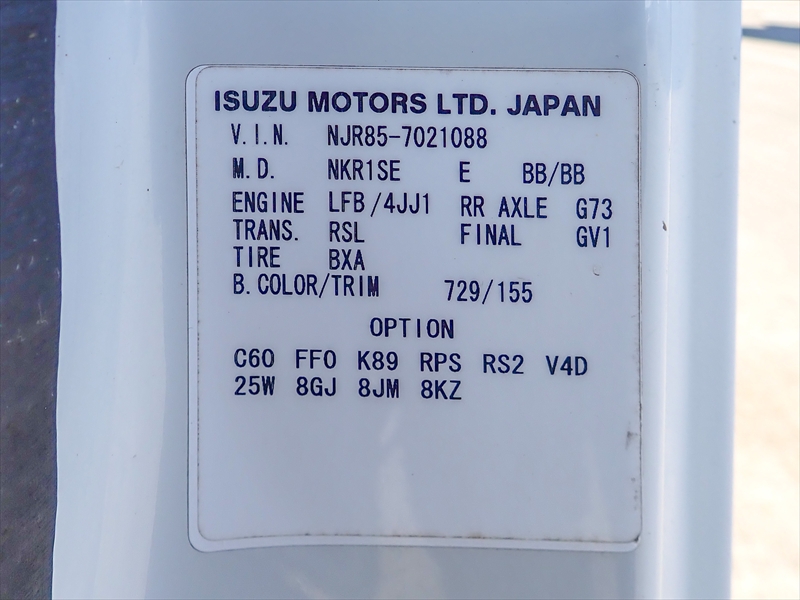 ISUZU MOTORS LTD. JAPAN
V.I.N. NJR85-7021088
M.D. NKR1SE E BB/BB
ENGINE LFB/4JJ1 RR AXLE G73
TRANS. RSL FINAL GV1
TIRE BXA
B.COLOR/TRIM 729/155
OPTION
C60 FF0 K89 RPS RS2 V4D
25W 8GJ 8JM 8KZ